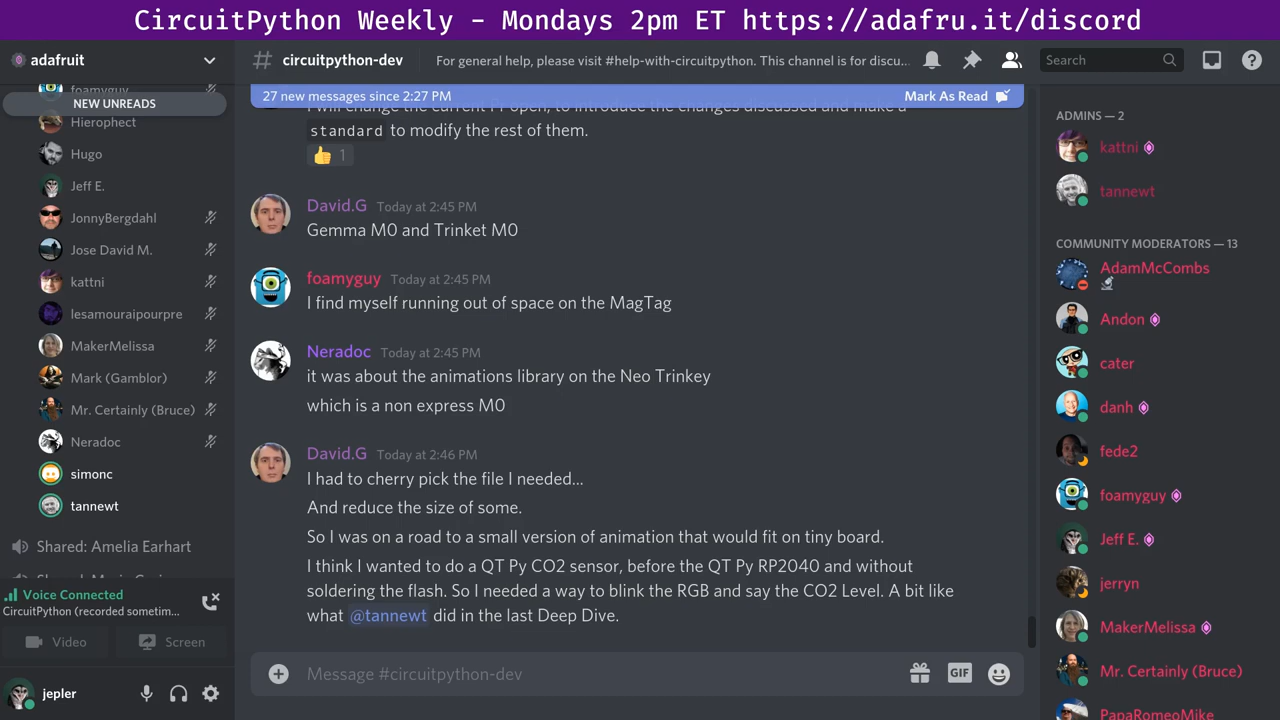 CircuitPython Weekly - Mondays 2pm ET https://adafru.it/discord
adafruit
foamyguy
NEW UNREADS
Hierophect
Hugo
Jeff E.
JonnyBergdahl
Jose David M.
kattni
lesamouraipourpre
MakerMelissa
Mark (Gamblor)
Mr. Certainly (Bruce)
Neradoc
simonc
tannewt
Shared: Amelia Earhart
Voice Connected
CircuitPython (recorded sometim...
Video
Screen
jepler
# circuitpython-dev
For general help, please visit #help-with-circuitpython. This channel is for discu...
Search
27 new messages since 2:27 PM
Mark As Read
standard to modify the rest of them.
👍 1
David.G Today at 2:45 PM
Gemma M0 and Trinket M0
foamyguy Today at 2:45 PM
I find myself running out of space on the MagTag
Neradoc Today at 2:45 PM
it was about the animations library on the Neo Trinkey
which is a non express M0
David.G Today at 2:46 PM
I had to cherry pick the file I needed...
And reduce the size of some.
So I was on a road to a small version of animation that would fit on tiny board.
I think I wanted to do a QT Py CO2 sensor, before the QT Py RP2040 and without
soldering the flash. So I needed a way to blink the RGB and say the CO2 Level. A bit like
what @tannewt did in the last Deep Dive.
Message #circuitpython-dev
GIF
ADMINS — 2
kattni
tannewt
COMMUNITY MODERATORS — 13
AdamMcCombs
Andon
cater
danh
fede2
foamyguy
Jeff E.
jerryn
MakerMelissa
Mr. Certainly (Bruce)
PapaRomeoMike